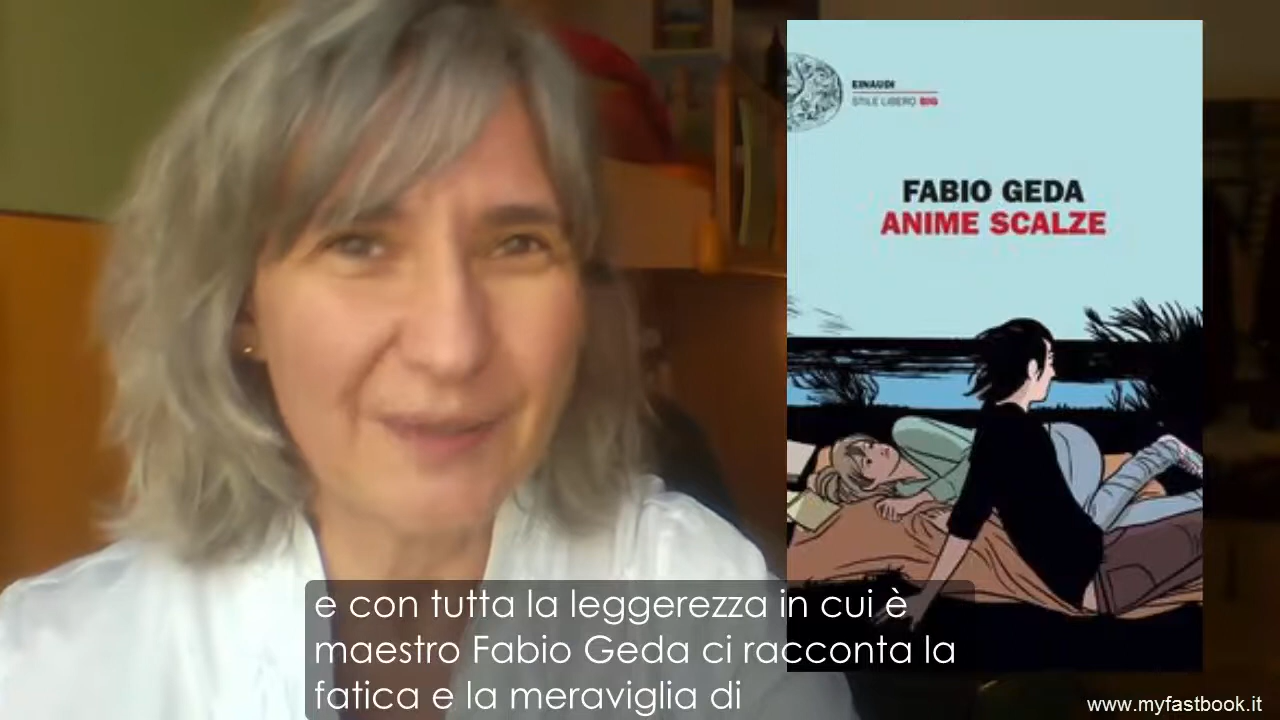 EINAUDI
STILE LIBERO BIG
FABIO GEDA
ANIME SCALZE
e con tutta la leggerezza in cui è
maestro Fabio Geda ci racconta la
fatica e la meraviglia di
www.myfastbook.it